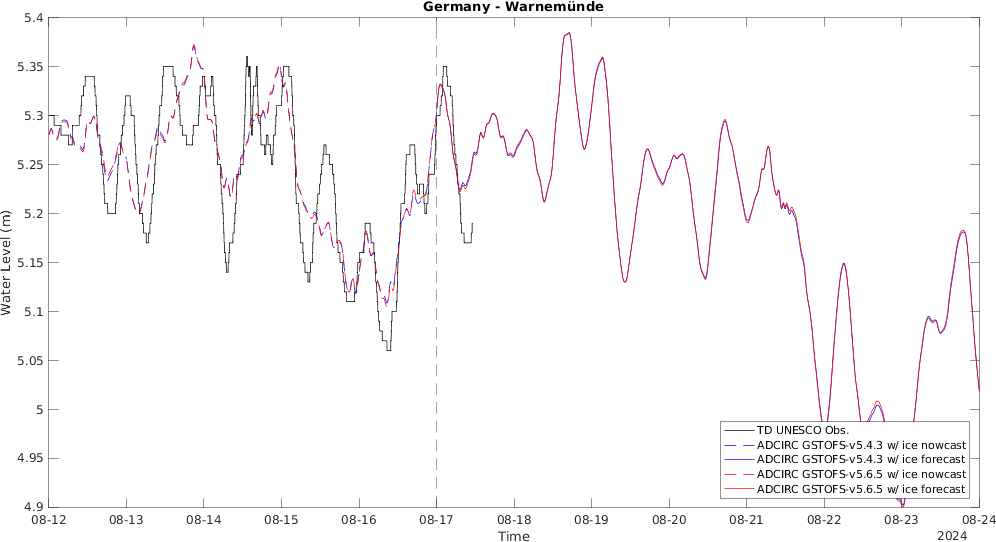 Germany - Warnemünde
5.4
5.35
5.3
5.25
5.2
5.15
5.1
5.05
5
4.95
4.9
Water Level (m)
TD UNESCO Obs.
ADCIRC GSTOFS-v5.4.3 w/ ice nowcast
ADCIRC GSTOFS-v5.4.3 w/ ice forecast
ADCIRC GSTOFS-v5.6.5 w/ ice nowcast
ADCIRC GSTOFS-v5.6.5 w/ ice forecast
08-12 08-13 08-14 08-15 08-16 08-17 08-18 08-19 08-20 08-21 08-22 08-23 08-24
Time
2024